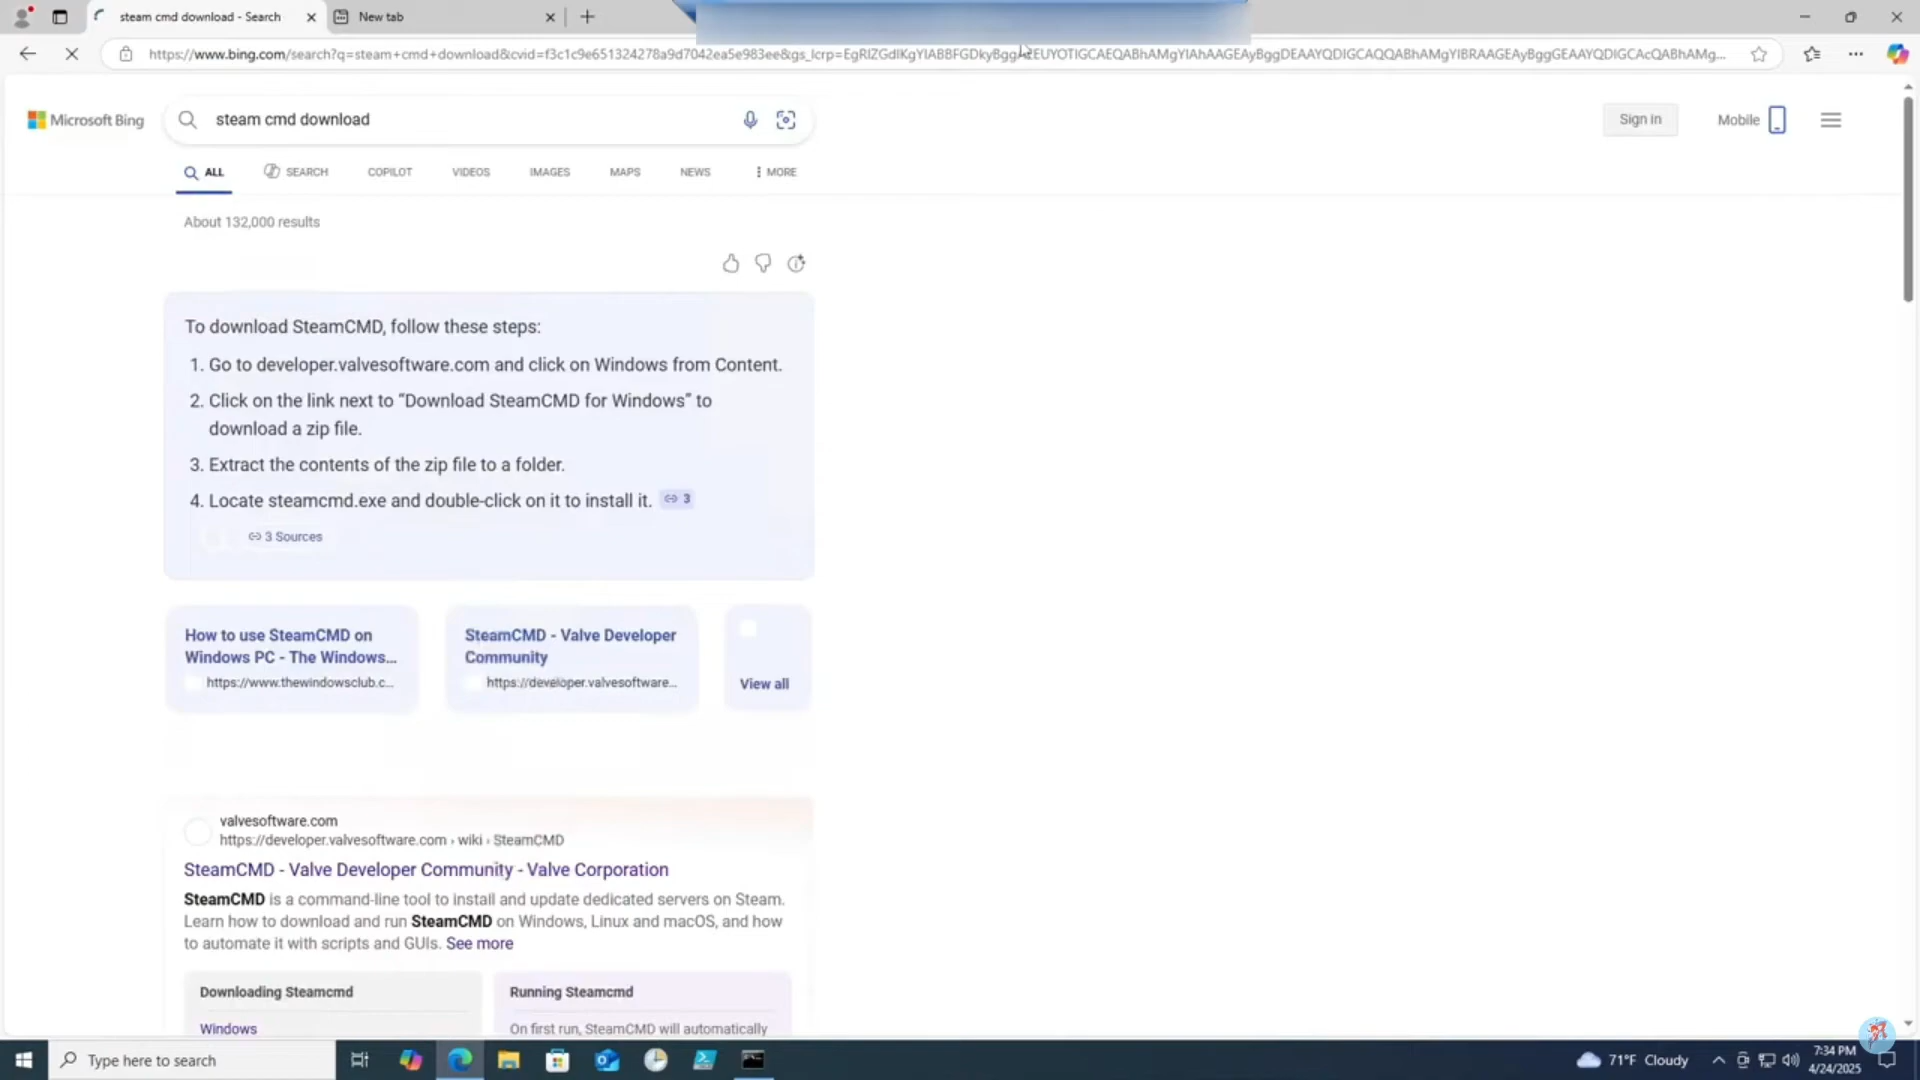 steam cmd download - Search
New tab
https://www.bing.com/search?q=steam+cmd+download&cvid=f3c1c9e651324278a9d7042ea5e983ee&gs_lcrp=
Microsoft Bing
steam cmd download
Sign in
Mobile
ALL
SEARCH
COPILOT
VIDEOS
IMAGES
MAPS
NEWS
MORE
About 132,000 results
To download SteamCMD, follow these steps:
1. Go to developer.valvesoftware.com and click on Windows from Content.
2. Click on the link next to “Download SteamCMD for Windows” to
download a zip file.
3. Extract the contents of the zip file to a folder.
4. Locate steamcmd.exe and double-click on it to install it. 3
3 Sources
How to use SteamCMD on
Windows PC - The Windows...
https://www.thewindowsclub.c...
SteamCMD - Valve Developer
Community
https://developer.valvesoftware...
View all
valvesoftware.com
https://developer.valvesoftware.com › wiki › SteamCMD
SteamCMD - Valve Developer Community - Valve Corporation
SteamCMD is a command-line tool to install and update dedicated servers on Steam.
Learn how to download and run SteamCMD on Windows, Linux and macOS, and how
to automate it with scripts and GUIs. See more
Downloading Steamcmd
Windows
Running Steamcmd
On first run, SteamCMD will automatically
Type here to search
71°F Cloudy
7:34 PM
4/24/2025